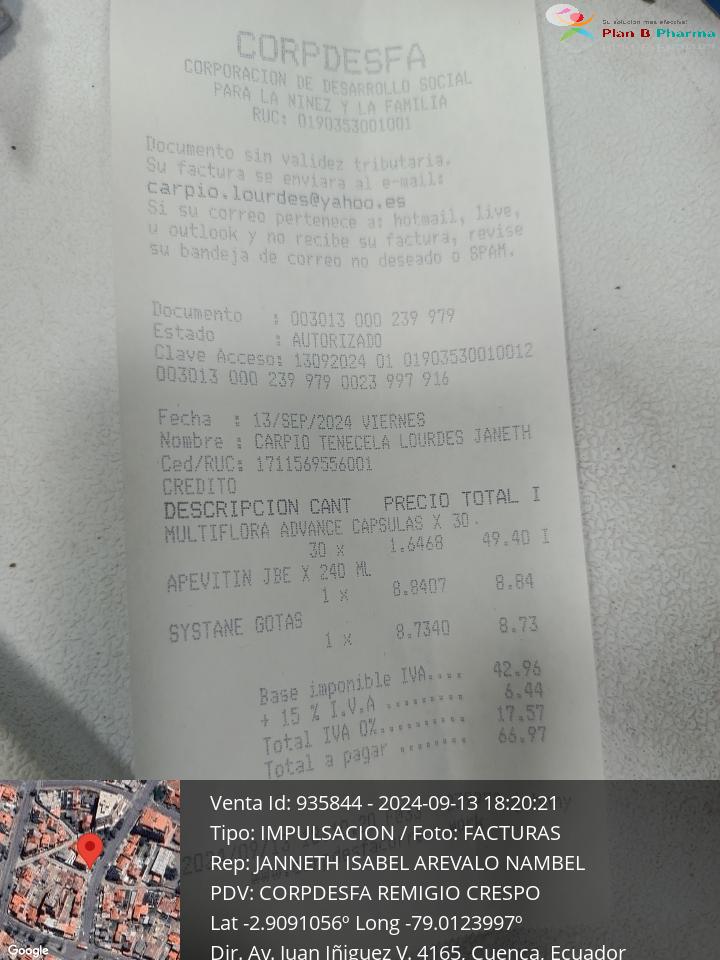 Su solucion mas efectiva!
Plan B Pharma
CORPDESFA
CORPORACION DE DESARROLLO SOCIAL
PARA LA NINEZ Y LA FAMILIA
RUC: 0190353001001
Documento sin validez tributaria.
Su factura se enviara al e-mail:
carpio.lourdes@yahoo.es
Si su correo pertenece a: hotmail, live,
u outlook y no recibe su factura, revise
su bandeja de correo no deseado o SPAM.
Documento : 003013 000 239 979
Estado : AUTORIZADO
Clave Acceso: 13092024 01 01903530010012
003013 000 239 979 0023 997 916
Fecha : 13/SEP/2024 VIERNES
Nombre : CARPIO TENECELA LOURDES JANETH
Ced/RUC: 1711569556001
CREDITO
DESCRIPCION CANT PRECIO TOTAL I
MULTIFLORA ADVANCE CAPSULAS X 30.
30 x 1.6468 49.40 I
APEVITIN JBE X 240 ML
1 x 8.8407 8.84
SYSTANE GOTAS
1 x 8.7340 8.73
Base imponible IVA.... 42.96
+ 15 % I.V.A ......... 6.44
Total IVA 0%.......... 17.57
Total a pagar ........ 66.97
Venta Id: 935844 - 2024-09-13 18:20:21
Tipo: IMPULSACION / Foto: FACTURAS
Rep: JANNETH ISABEL AREVALO NAMBEL
PDV: CORPDESFA REMIGIO CRESPO
Lat -2.9091056º Long -79.0123997º
Dir. Av. Juan Iñiguez V. 4165, Cuenca, Ecuador
Google